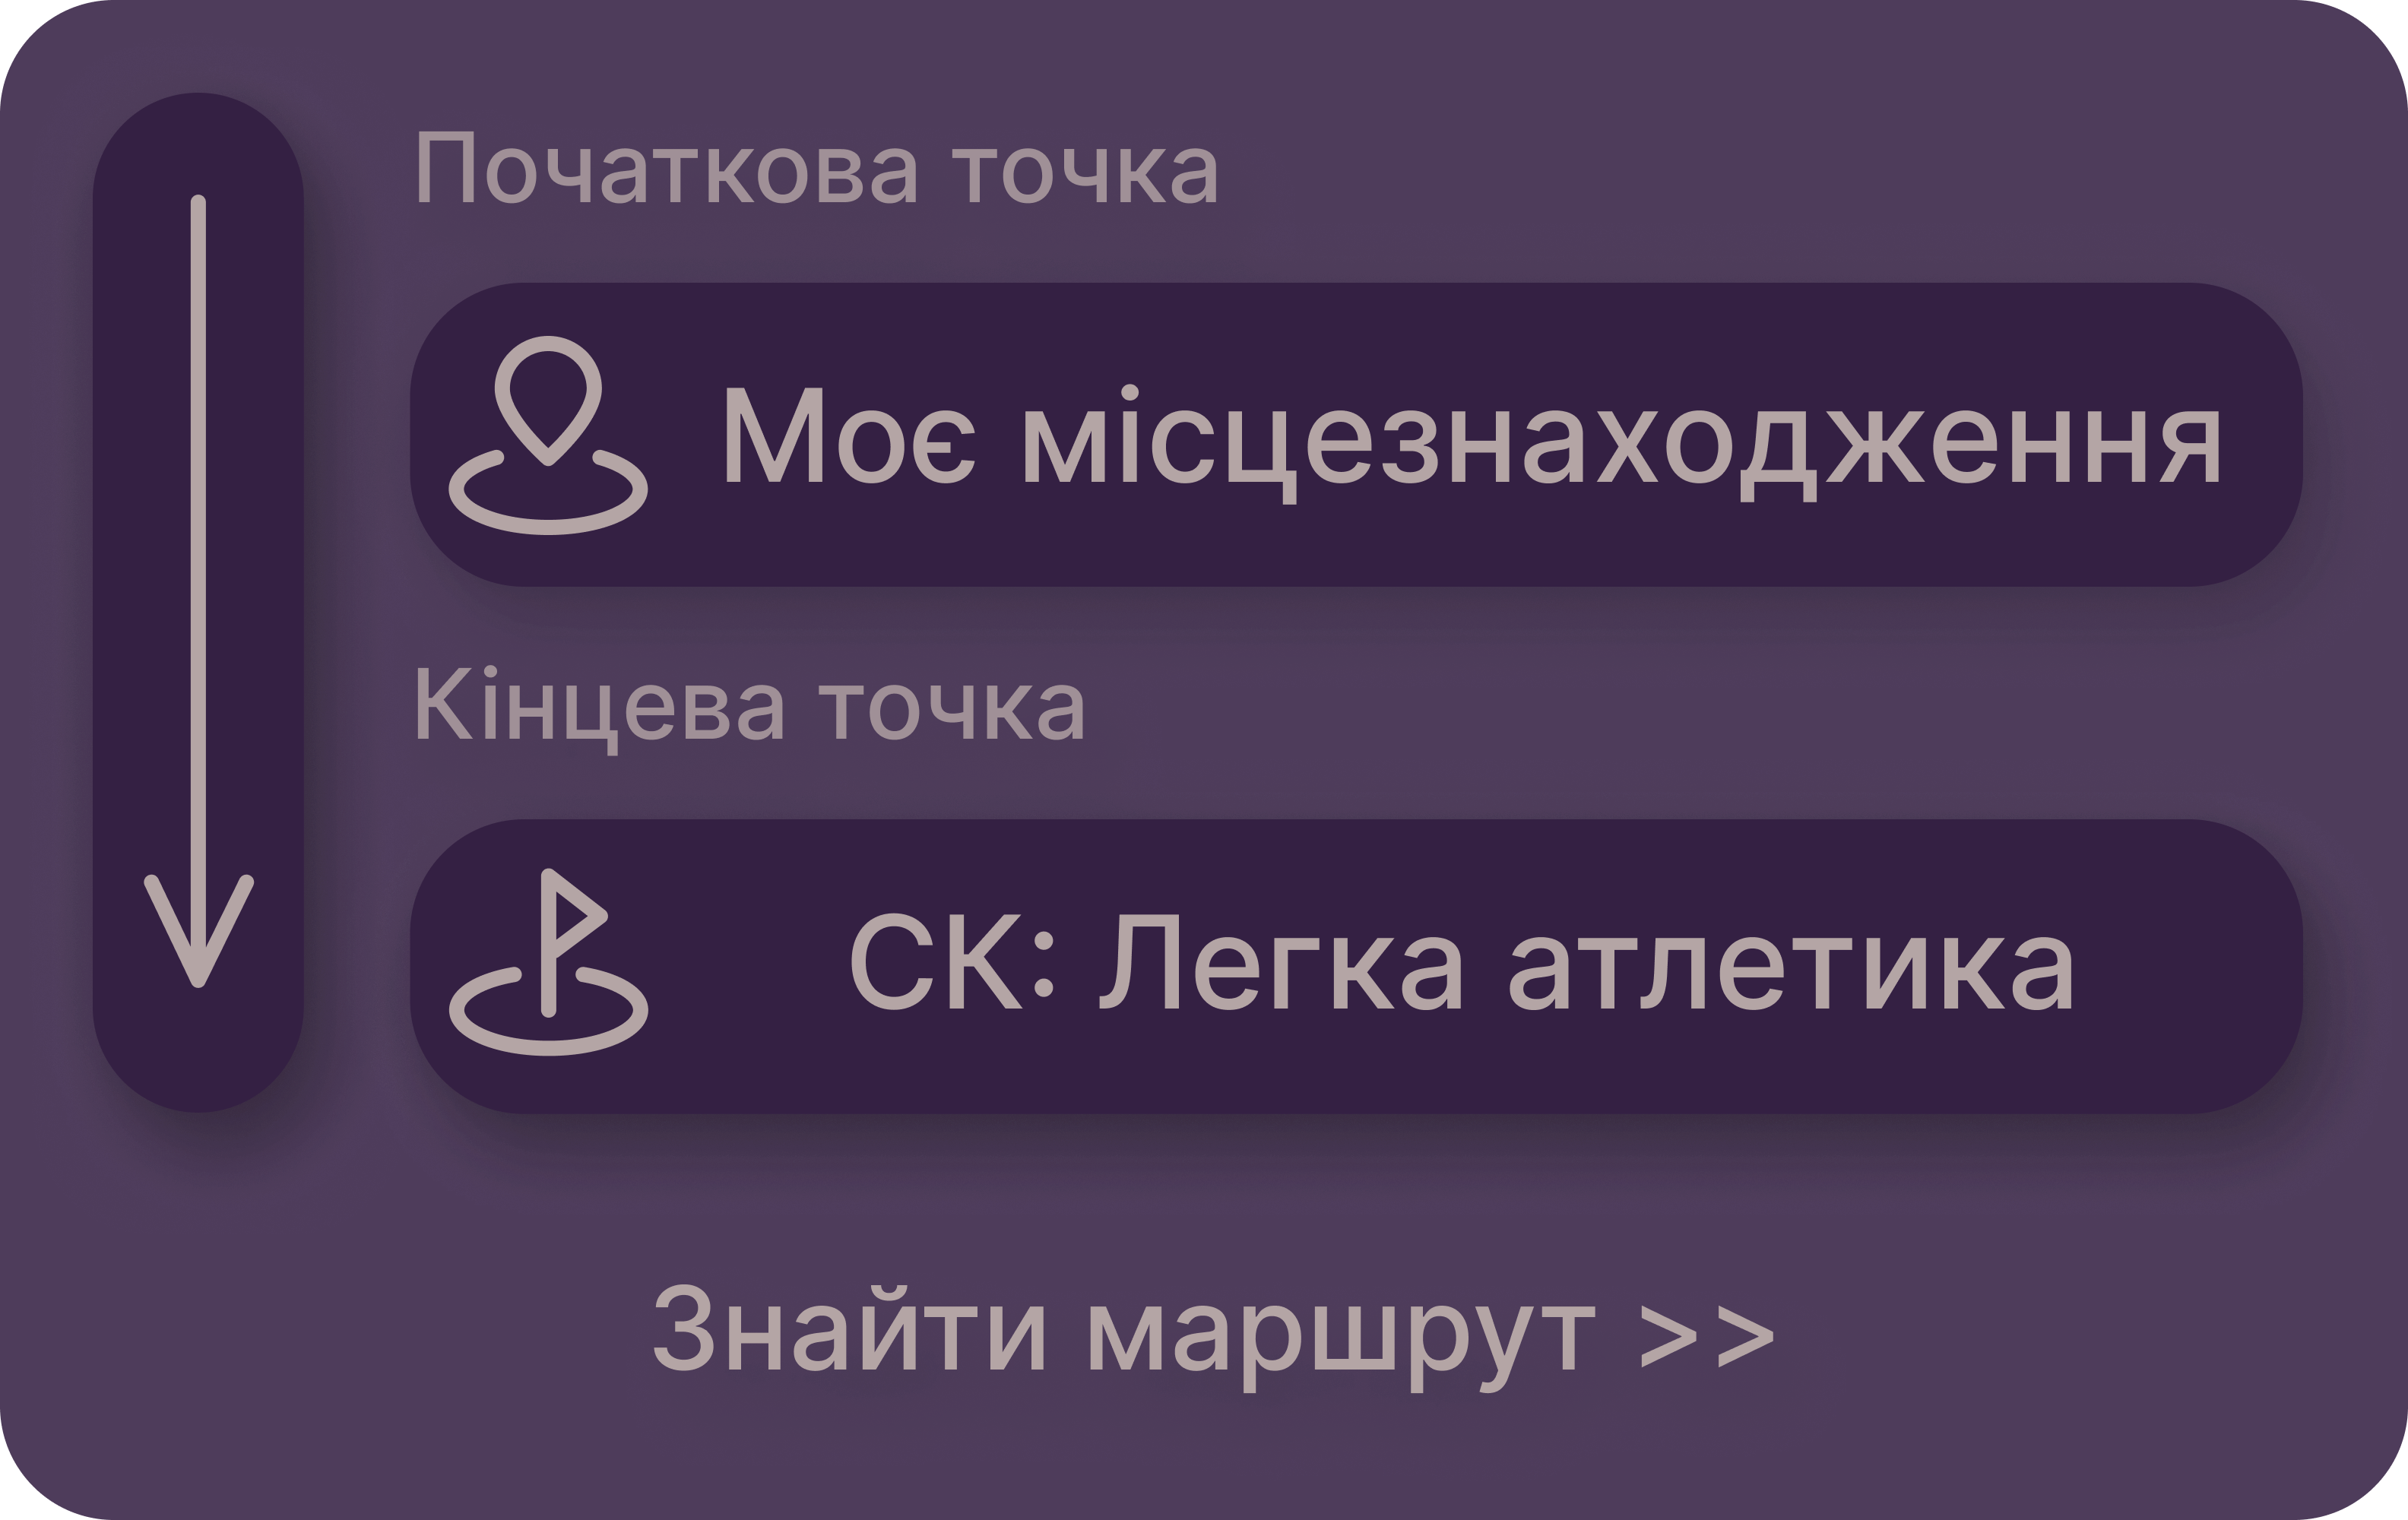 Початкова точка
Моє місцезнаходження
Кінцева точка
СК: Легка атлетика
Знайти маршрут >>